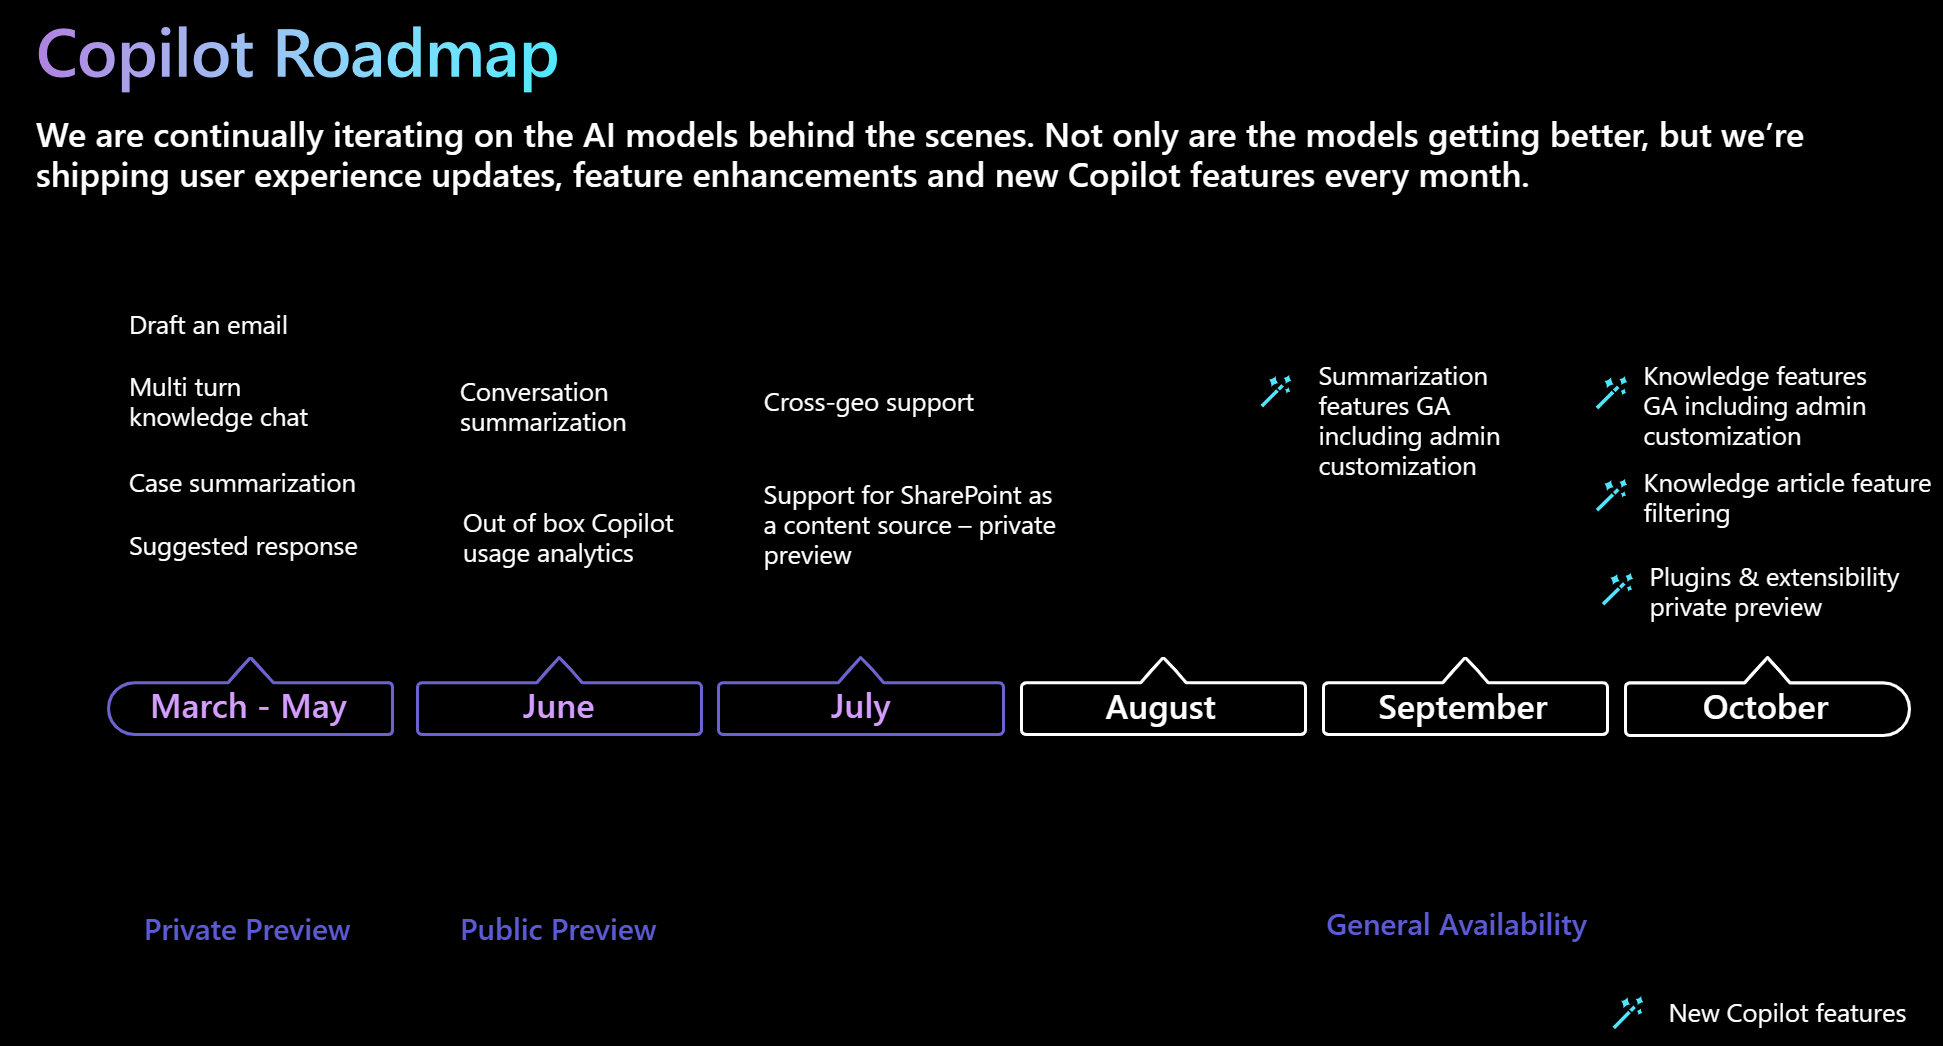 Copilot Roadmap
We are continually iterating on the AI models behind the scenes. Not only are the models getting better, but we’re
shipping user experience updates, feature enhancements and new Copilot features every month.
Draft an email
Multi turn
knowledge chat
Case summarization
Suggested response
Conversation
summarization
Out of box Copilot
usage analytics
Cross-geo support
Support for SharePoint as
a content source – private
preview
Summarization
features GA
including admin
customization
Knowledge features
GA including admin
customization
Knowledge article feature
filtering
Plugins & extensibility
private preview
March - May
June
July
August
September
October
Private Preview
Public Preview
General Availability
New Copilot features